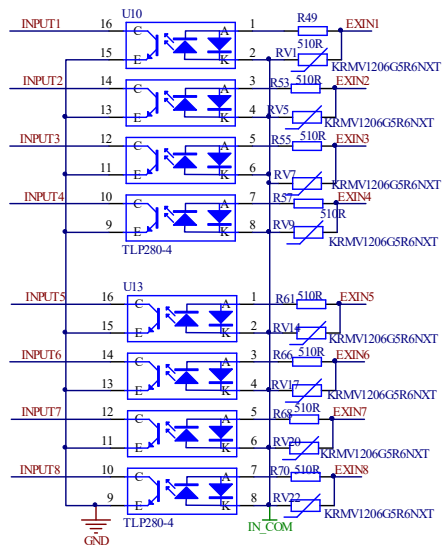 U10
INPUT1 16 C A 1 R49 EXIN1
510R
15 E K 2 RV1
KRMV1206G5R6NXT
INPUT2 14 C A 3 R53 510R EXIN2
13 E K 4 RV5
KRMV1206G5R6NXT
INPUT3 12 C A 5 R55 510R EXIN3
11 E K 6 RV7
KRMV1206G5R6NXT
INPUT4 10 C A 7 R57 510R EXIN4
9 E K 8 RV9
KRMV1206G5R6NXT
TLP280-4
U13
INPUT5 16 C A 1 R61 510R EXIN5
15 E K 2 RV14
KRMV1206G5R6NXT
INPUT6 14 C A 3 R66 510R EXIN6
13 E K 4 RV17
KRMV1206G5R6NXT
INPUT7 12 C A 5 R68 510R EXIN7
11 E K 6 RV20
KRMV1206G5R6NXT
INPUT8 10 C A 7 R70 510R EXIN8
9 E K 8 RV22
KRMV1206G5R6NXT
TLP280-4
GND
IN_COM